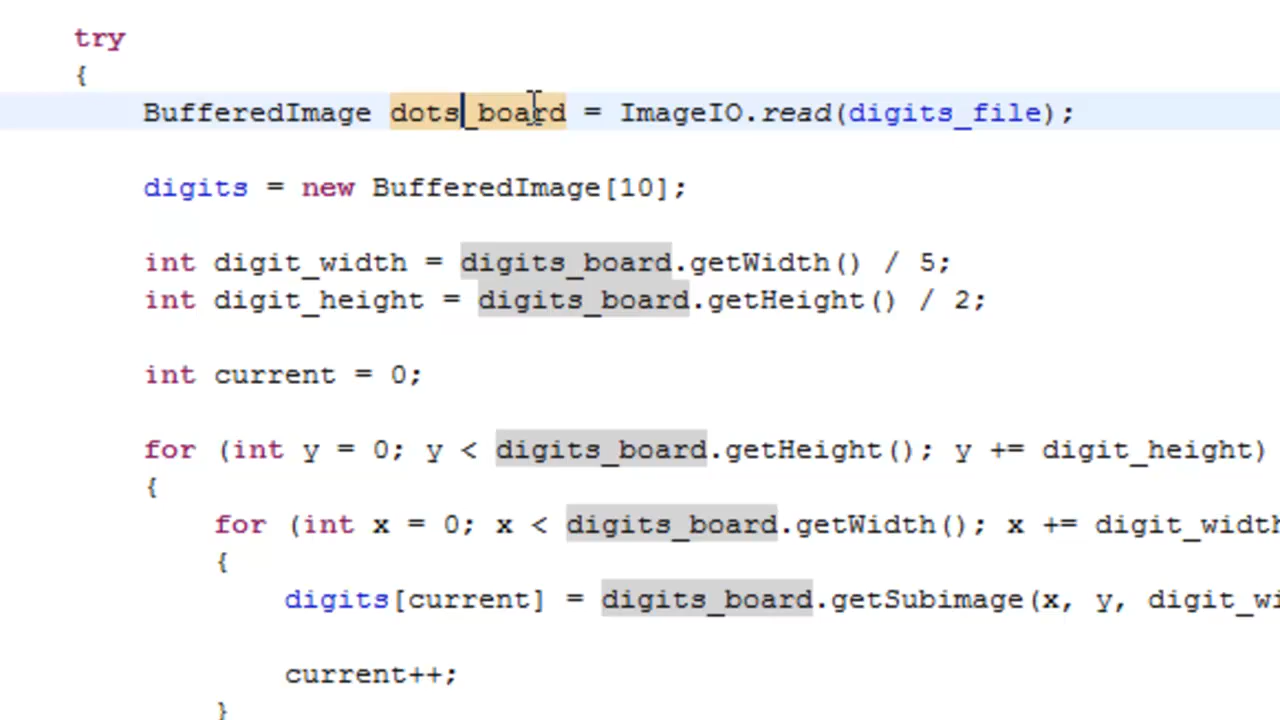 try
{
BufferedImage dots_board = ImageIO.read(digits_file);
digits = new BufferedImage[10];
int digit_width = digits_board.getWidth() / 5;
int digit_height = digits_board.getHeight() / 2;
int current = 0;
for (int y = 0; y < digits_board.getHeight(); y += digit_height)
{
for (int x = 0; x < digits_board.getWidth(); x += digit_width
{
digits[current] = digits_board.getSubimage(x, y, digit_wi
current++;
}